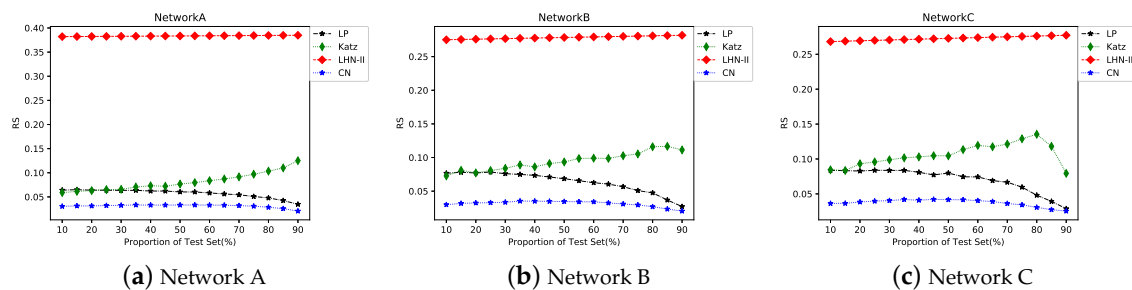 NetworkA
RS
0.40
0.35
0.30
0.25
0.20
0.15
0.10
0.05
10 20 30 40 50 60 70 80 90
Proportion of Test Set(%)
LP
Katz
LHN-II
CN
(a) Network A
NetworkB
RS
0.25
0.20
0.15
0.10
0.05
10 20 30 40 50 60 70 80 90
Proportion of Test Set(%)
LP
Katz
LHN-II
CN
(b) Network B
NetworkC
RS
0.25
0.20
0.15
0.10
0.05
10 20 30 40 50 60 70 80 90
Proportion of Test Set(%)
LP
Katz
LHN-II
CN
(c) Network C